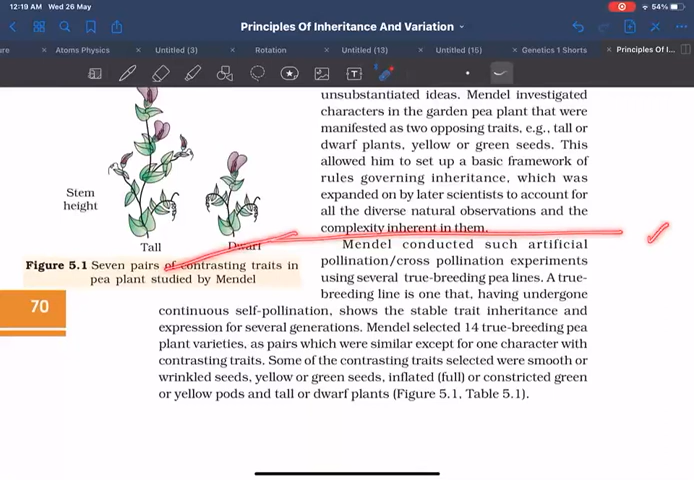 12:19 AM Wed 26 May
54%
Principles Of Inheritance And Variation
ure
Atoms Physics
Untitled (3)
Rotation
Untitled (13)
Untitled (15)
Genetics 1 Shorts
Principles Of I...
unsubstantiated ideas. Mendel investigated
characters in the garden pea plant that were
manifested as two opposing traits, e.g., tall or
dwarf plants, yellow or green seeds. This
allowed him to set up a basic framework of
rules governing inheritance, which was
expanded on by later scientists to account for
all the diverse natural observations and the
complexity inherent in them.
Stem
height
Tall
Dwarf
Figure 5.1 Seven pairs of contrasting traits in
pea plant studied by Mendel
70
Mendel conducted such artificial
pollination/cross pollination experiments
using several true-breeding pea lines. A true-
breeding line is one that, having undergone
continuous self-pollination, shows the stable trait inheritance and
expression for several generations. Mendel selected 14 true-breeding pea
plant varieties, as pairs which were similar except for one character with
contrasting traits. Some of the contrasting traits selected were smooth or
wrinkled seeds, yellow or green seeds, inflated (full) or constricted green
or yellow pods and tall or dwarf plants (Figure 5.1, Table 5.1).